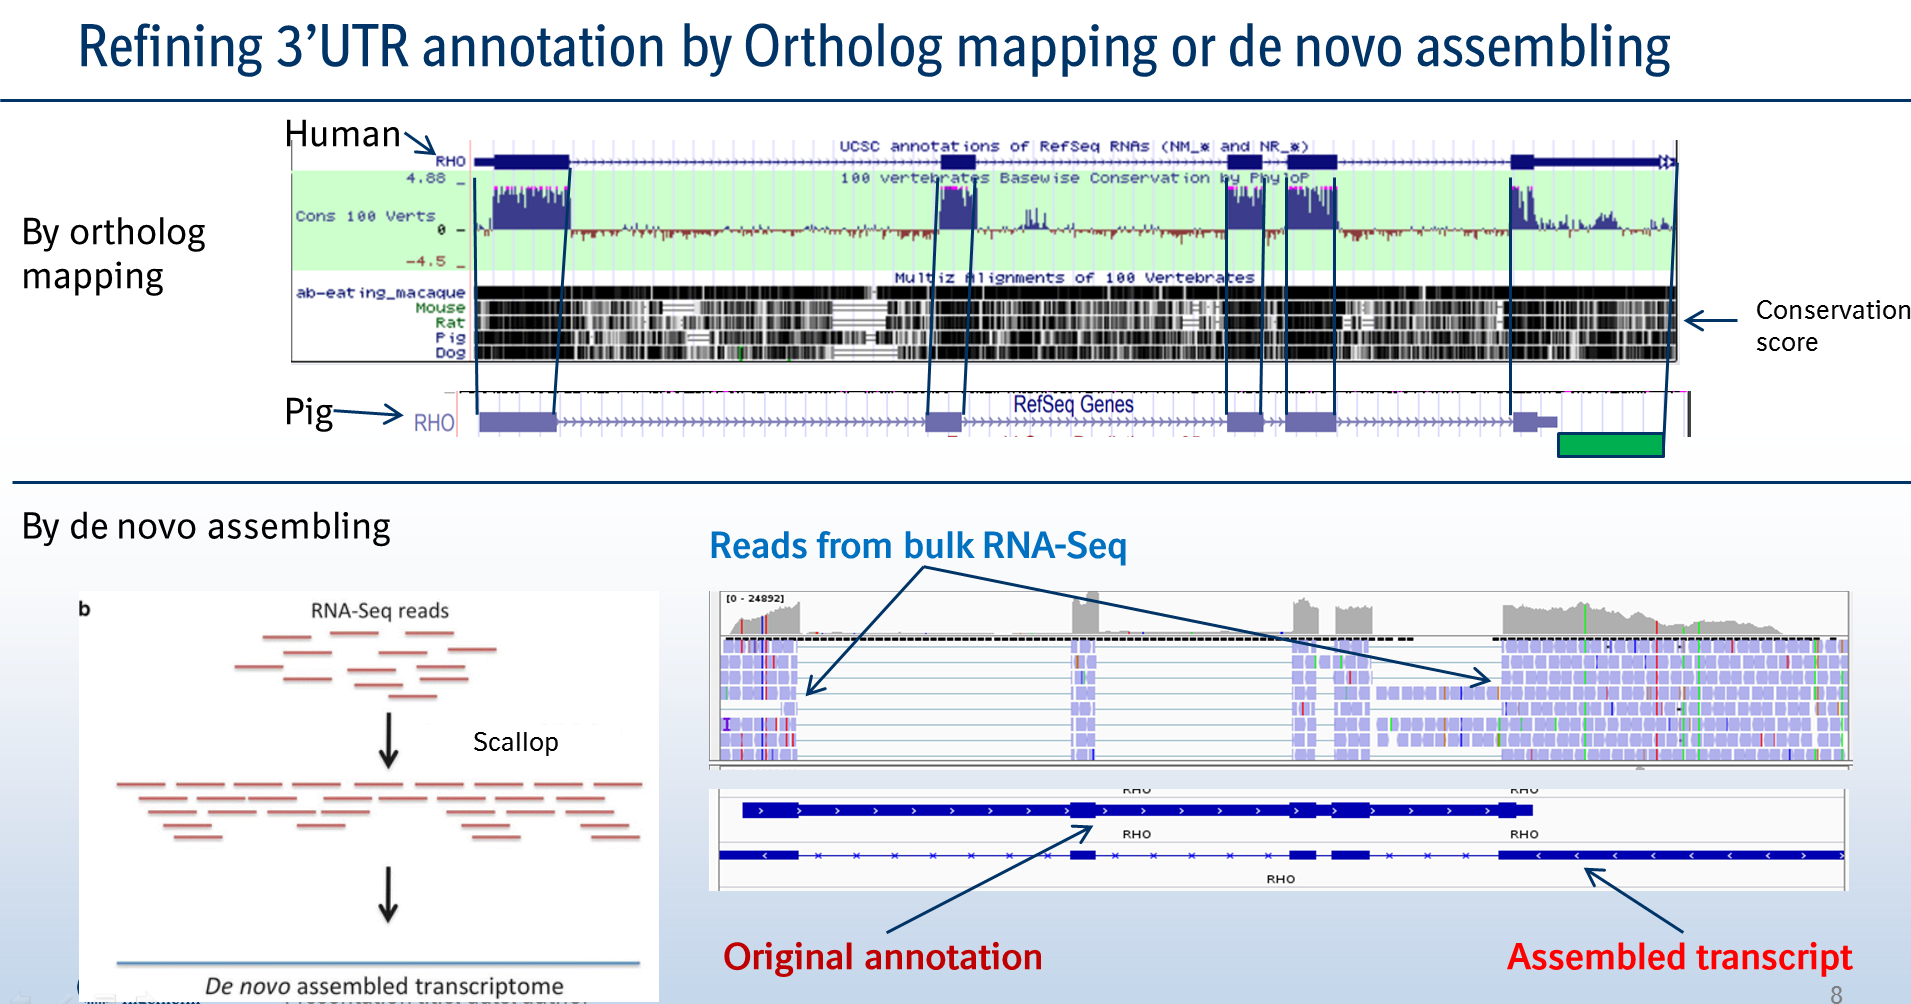 Refining 3’UTR annotation by Ortholog mapping or de novo assembling
Human
UCSC annotations of RefSeq RNAs (NM_* and NR_*)
RHO
4.88 _
100 vertebrates Basewise Conservation by PhyloP
By ortholog
mapping
Cons 100 Verts
0 –
-4.5 _
Multiz Alignments of 100 Vertebrates
ab-eating_macaque
Mouse
Rat
Pig
Dog
Conservation
score
Pig
RefSeq Genes
RHO
By de novo assembling
Reads from bulk RNA-Seq
b
RNA-Seq reads
Scallop
De novo assembled transcriptome
[0 - 24892]
I
RHO
RHO
RHO
RHO
RHO
Original annotation
Assembled transcript
8